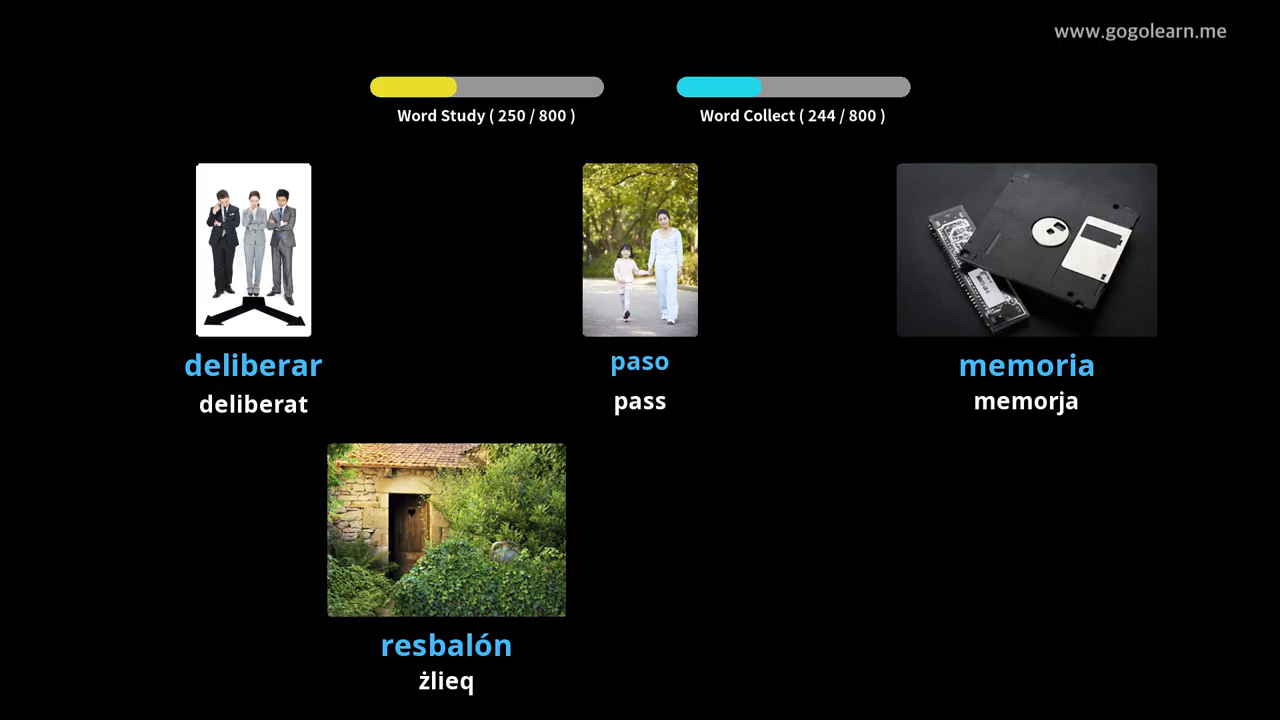 www.gogolearn.me
Word Study ( 250 / 800 )
Word Collect ( 244 / 800 )
deliberar
deliberat
paso
pass
memoria
memorja
resbalón
żlieq